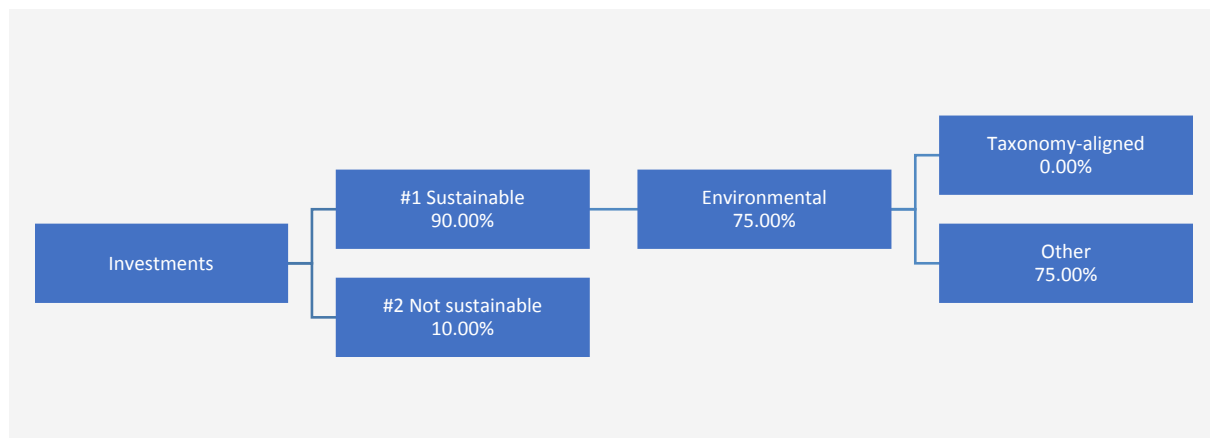 Investments
#1 Sustainable
90.00%
#2 Not sustainable
10.00%
Environmental
75.00%
Taxonomy-aligned
0.00%
Other
75.00%